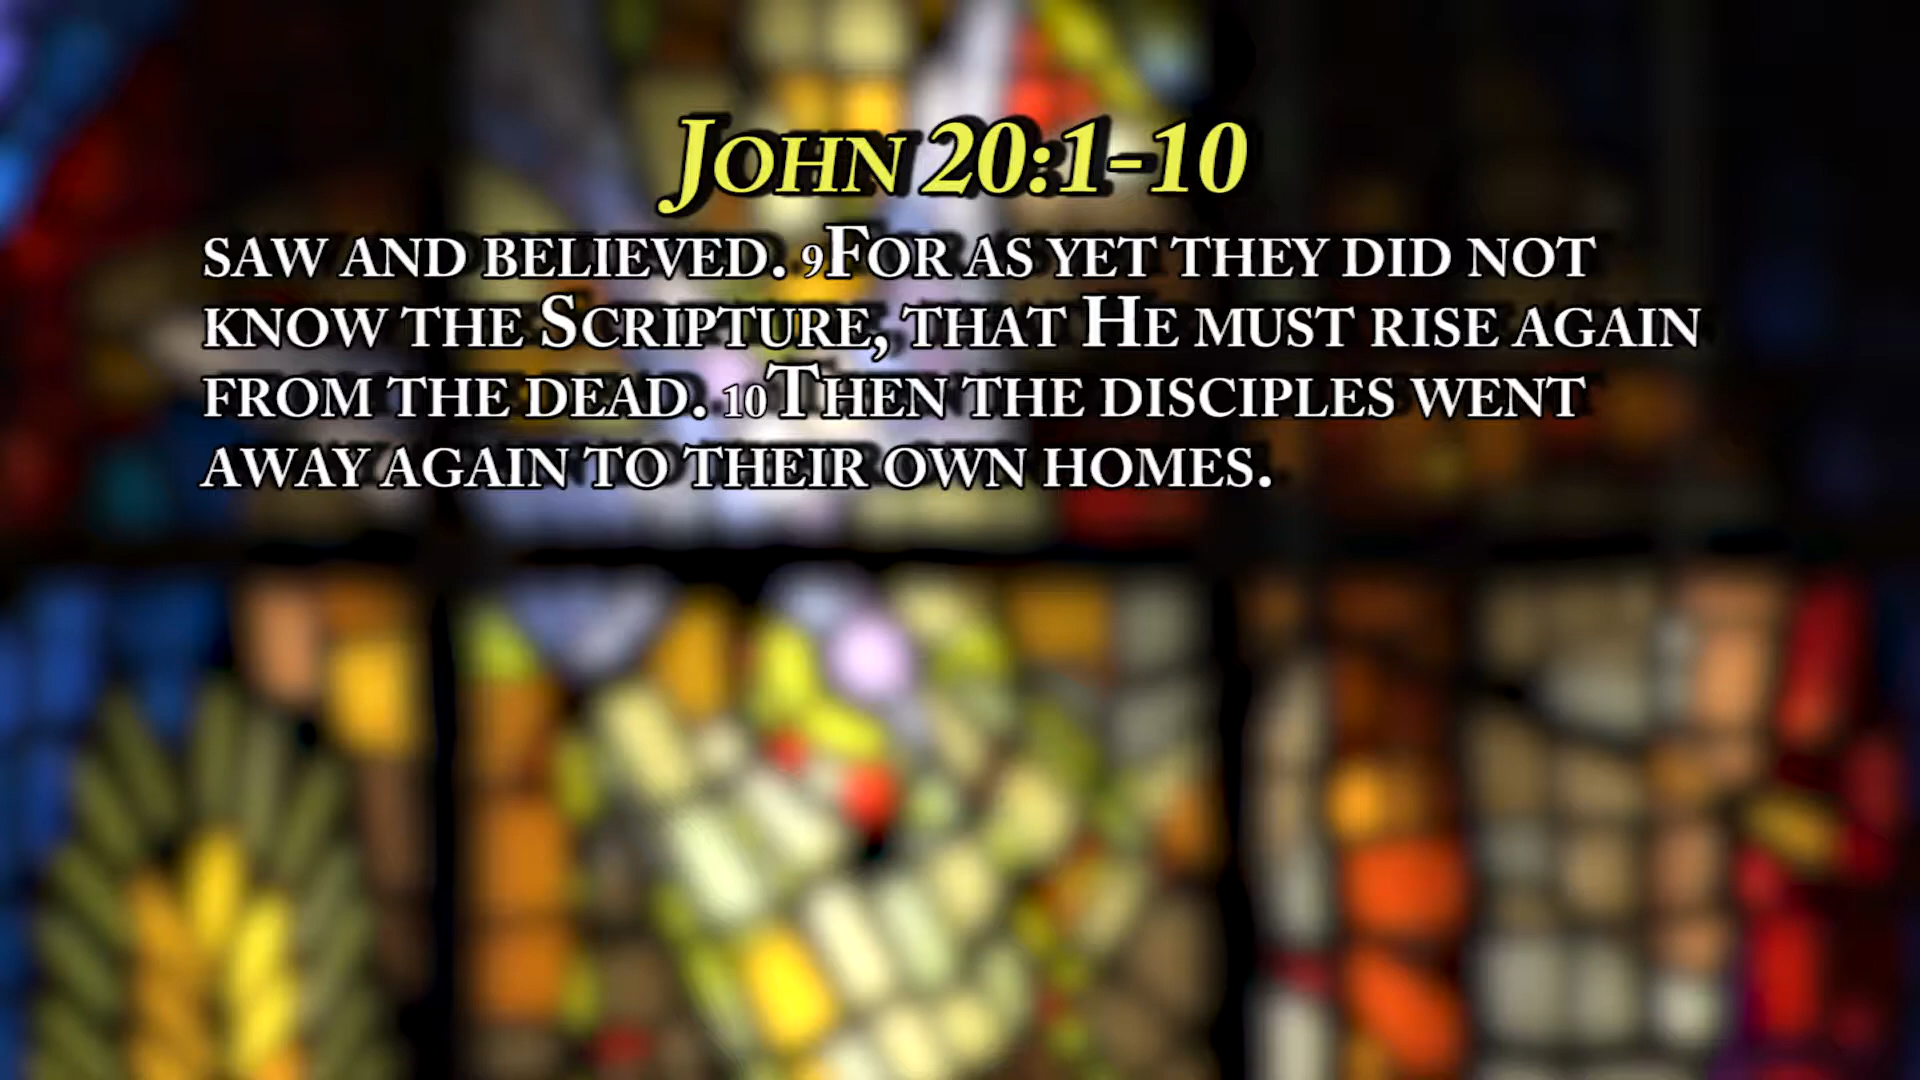 John 20:1-10
saw and believed. 9For as yet they did not
know the Scripture, that He must rise again
from the dead. 10Then the disciples went
away again to their own homes.